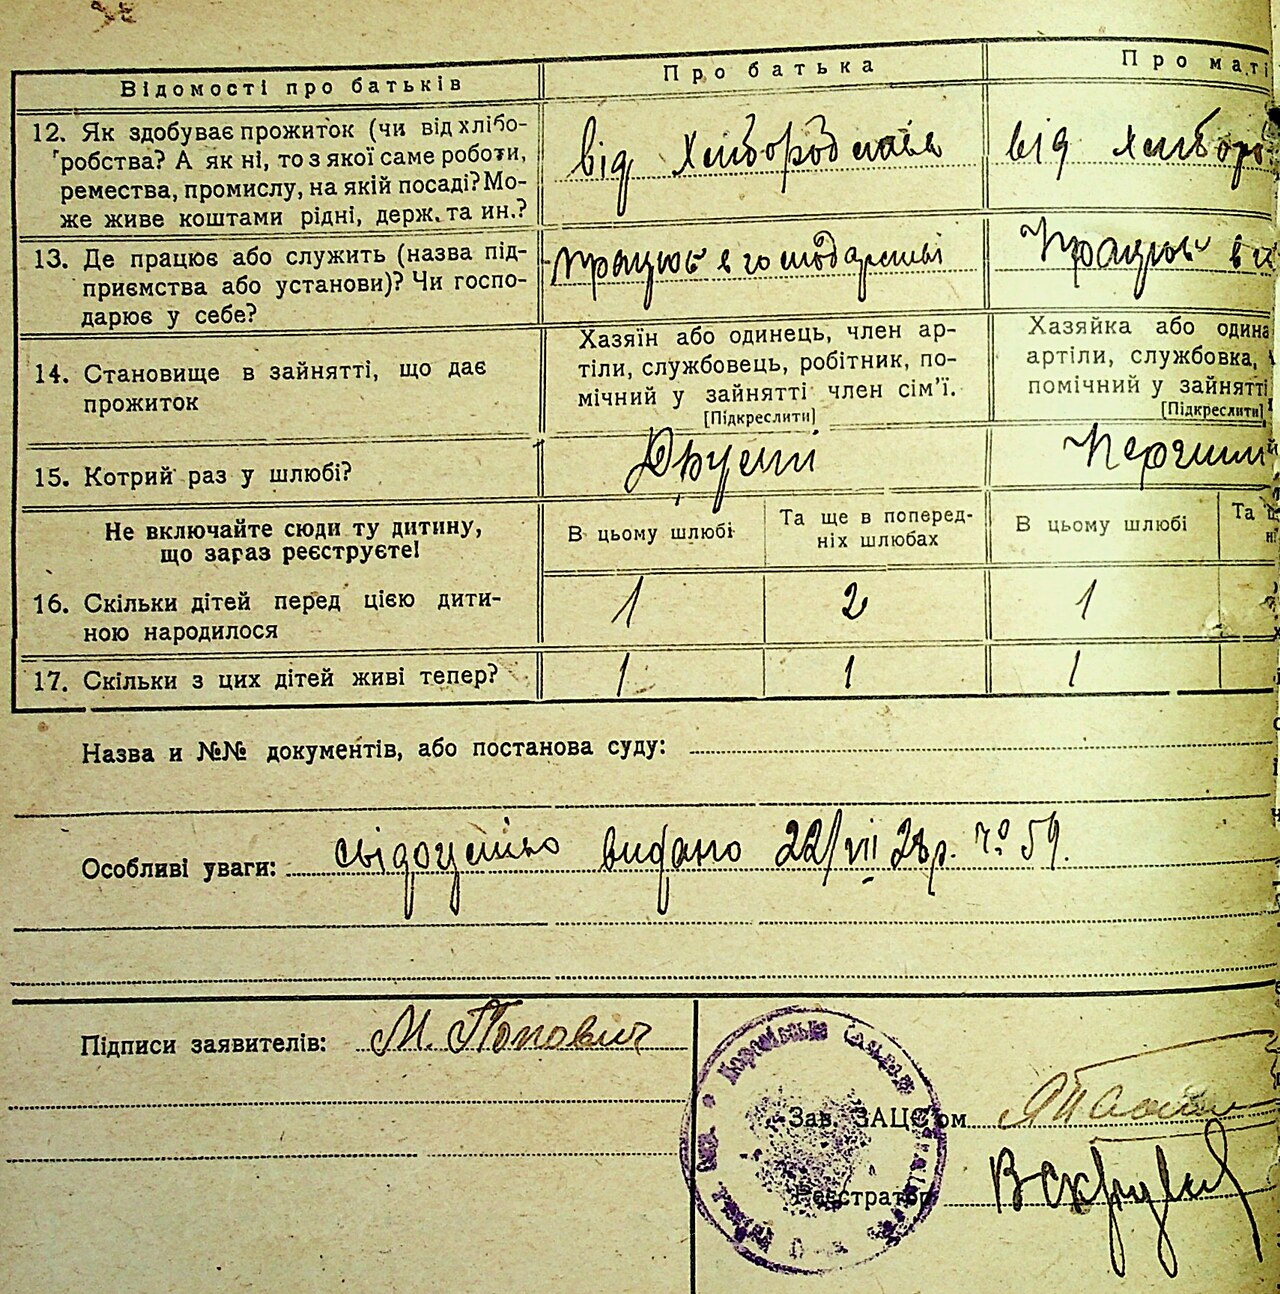 Відомості про батьків
Про батька
Про маті
12. Як здобуває прожиток (чи від хлібо-
робства? А як ні, то з якої саме роботи,
ремества, промислу, на якій посаді? Мо-
же живе коштами рідні, держ. та ин.?
від Хліборобства
від Хлібор
13. Де працює або служить (назва під-
приємства або установи)? Чи госпо-
дарює у себе?
працює в господарстві
Працює в
14. Становище в зайнятті, що дає
прожиток
Хазяїн або одинець, член ар-
тіли, службовець, робітник, по-
мічний у зайнятті член сім'ї.
[Підкреслити]
Хазяйка або одина
артіли, службовка,
помічний у зайнятті
[Підкреслити]
15. Котрий раз у шлюбі?
Другий
Перший
Не включайте сюди ту дитину,
що зараз реєструєте!
В цьому шлюбі
Та ще в поперед-
ніх шлюбах
В цьому шлюбі
Та
16. Скільки дітей перед цією дити-
ною народилося
1
2
1
17. Скільки з цих дітей живі тепер?
1
1
1
Назва и №№ документів, або постанова суду:
Особливі уваги: свідоцтво видано 22/VII 28 р. № 59.
Підписи заявителів: М. Попович
Зав. ЗАЦС'ом
Реєстратор